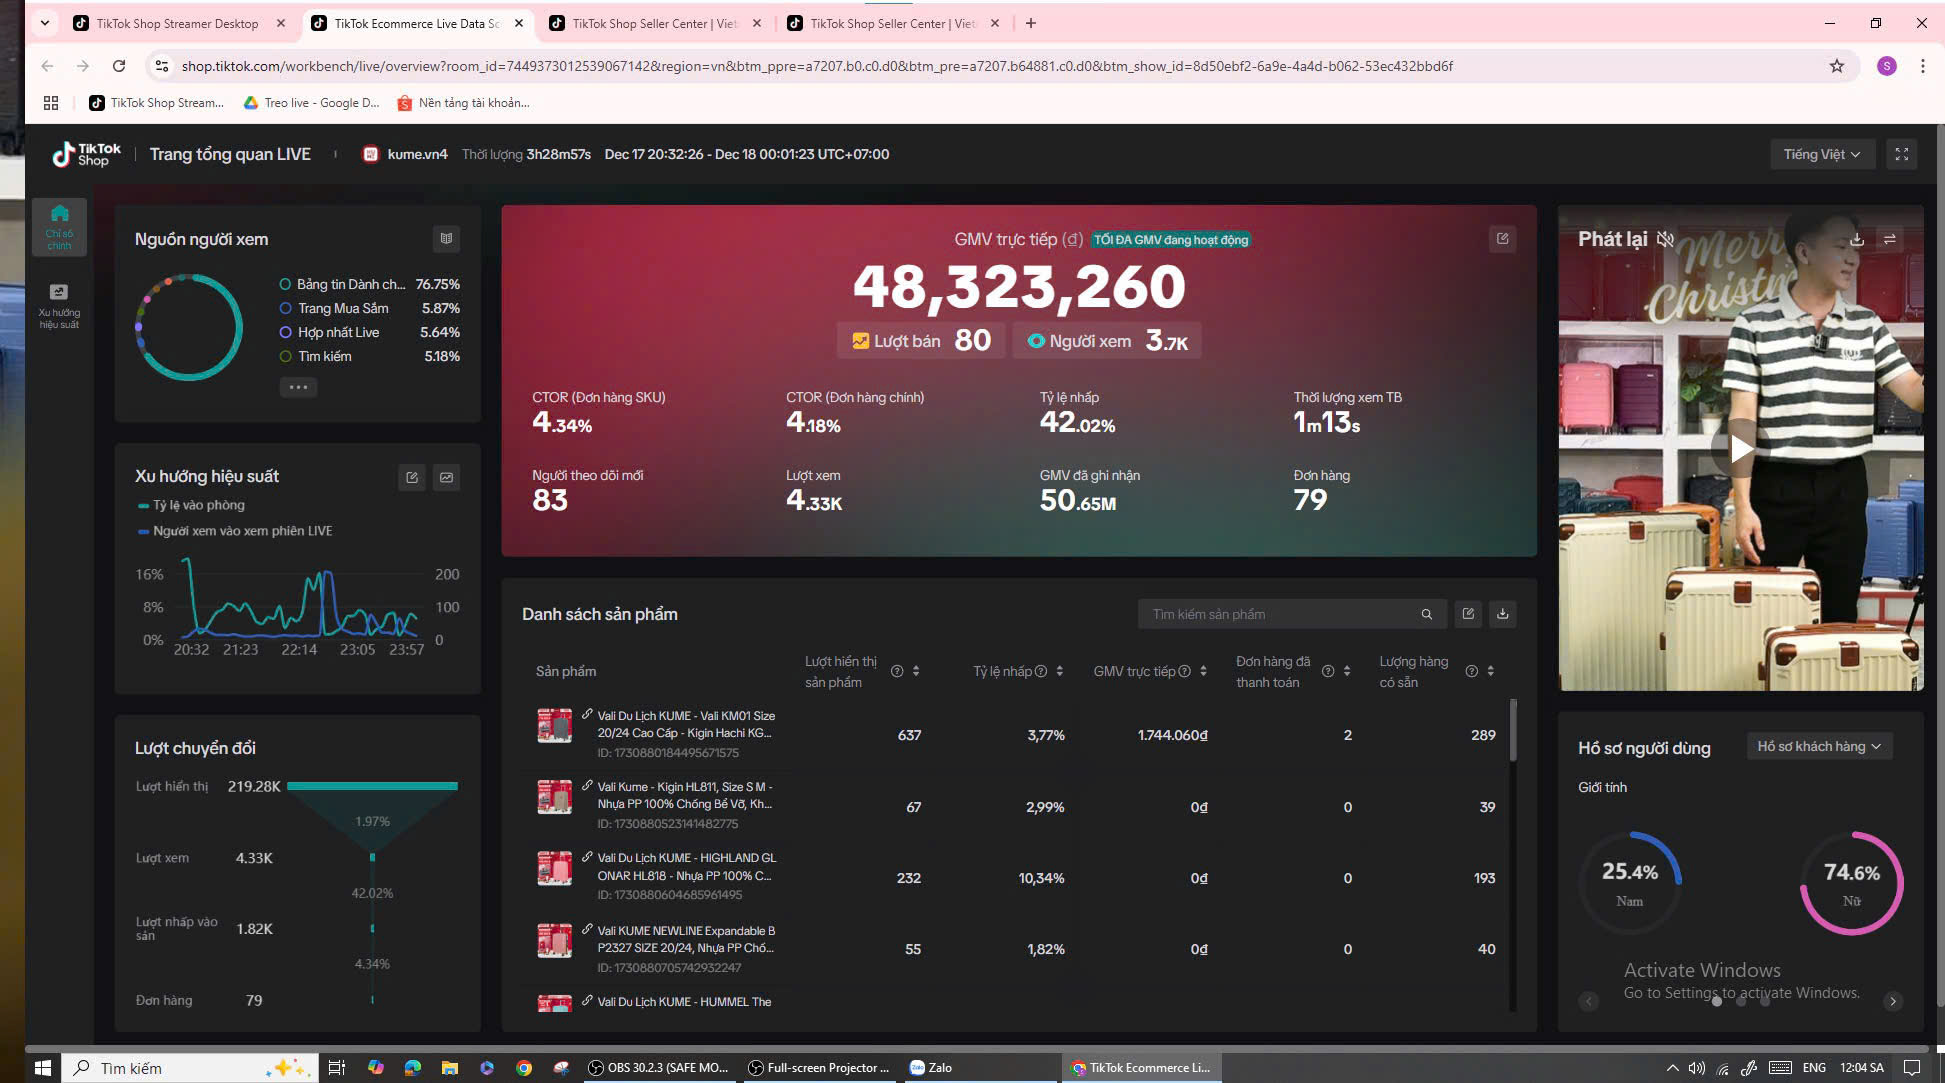 TikTok Shop Streamer Desktop
TikTok Ecommerce Live Data Sc
TikTok Shop Seller Center | Viet
TikTok Shop Seller Center | Viet
shop.tiktok.com/workbench/live/overview?room_id=7449373012539067142&region=vn&btm_ppre=a7207.b0.c0.d0&btm_pre=a7207.b64881.c0.d0&btm_show_id=8d50ebf2-6a9e-4a4d-b062-53ec432bbd6f
S
TikTok Shop Stream...
Treo live - Google D...
Nền tảng tài khoản...
TikTok Shop
Trang tổng quan LIVE
kume.vn4
Thời lượng 3h28m57s
Dec 17 20:32:26 - Dec 18 00:01:23 UTC+07:00
Tiếng Việt
Chỉ số chính
Xu hướng hiệu suất
Nguồn người xem
Bảng tin Dành ch... 76.75%
Trang Mua Sắm 5.87%
Hợp nhất Live 5.64%
Tìm kiếm 5.18%
GMV trực tiếp (₫) TỐI ĐA GMV đang hoạt động
48,323,260
Lượt bán 80
Người xem 3.7K
CTOR (Đơn hàng SKU)
4.34%
CTOR (Đơn hàng chính)
4.18%
Tỷ lệ nhấp
42.02%
Thời lượng xem TB
1m13s
Người theo dõi mới
83
Lượt xem
4.33K
GMV đã ghi nhận
50.65M
Đơn hàng
79
Phát lại
Merry
Christm
Xu hướng hiệu suất
Tỷ lệ vào phòng
Người xem vào xem phiên LIVE
16% 200
8% 100
0% 0
20:32 21:23 22:14 23:05 23:57
Lượt chuyển đổi
Lượt hiển thị 219.28K
1.97%
Lượt xem 4.33K
42.02%
Lượt nhấp vào sản 1.82K
4.34%
Đơn hàng 79
Danh sách sản phẩm
Tìm kiếm sản phẩm
Sản phẩm
Lượt hiển thị sản phẩm
Tỷ lệ nhấp
GMV trực tiếp
Đơn hàng đã thanh toán
Lượng hàng có sẵn
Vali Du Lịch KUME - Vali KM01 Size
20/24 Cao Cấp - Kigin Hachi KG...
ID: 1730880184495671575
637 3,77% 1.744.060₫ 2 289
Vali Kume - Kigin HL811, Size S M -
Nhựa PP 100% Chống Bể Vỡ, Kh...
ID: 1730880523141482775
67 2,99% 0₫ 0 39
Vali Du Lịch KUME - HIGHLAND GL
ONAR HL818 - Nhựa PP 100% C...
ID: 1730880604685961495
232 10,34% 0₫ 0 193
Vali KUME NEWLINE Expandable B
P2327 SIZE 20/24, Nhựa PP Chố...
ID: 1730880705742932247
55 1,82% 0₫ 0 40
Vali Du Lịch KUME - HUMMEL The
Hồ sơ người dùng
Hồ sơ khách hàng
Giới tính
25.4%
Nam
74.6%
Nữ
Activate Windows
Go to Settings to activate Windows.
Tìm kiếm
OBS 30.2.3 (SAFE MO...
Full-screen Projector ...
Zalo
TikTok Ecommerce Li...
ENG
12:04 SA